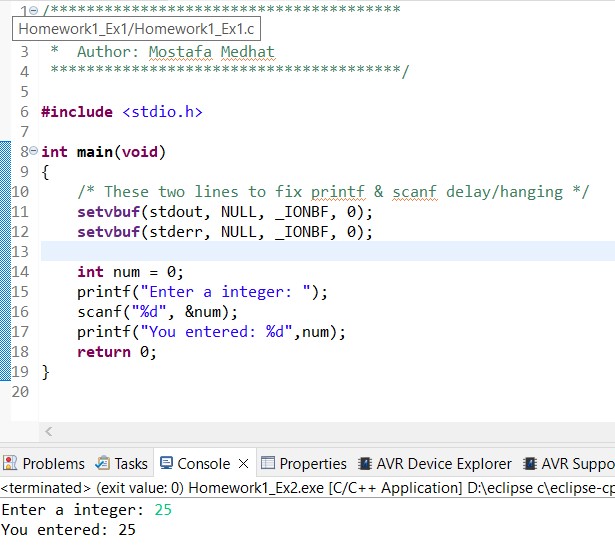 1 /***************************************
Homework1_Ex1/Homework1_Ex1.c
3 * Author: Mostafa Medhat
4 ***************************************/
5
6 #include <stdio.h>
7
8 int main(void)
9 {
10 /* These two lines to fix printf & scanf delay/hanging */
11 setvbuf(stdout, NULL, _IONBF, 0);
12 setvbuf(stderr, NULL, _IONBF, 0);
13
14 int num = 0;
15 printf("Enter a integer: ");
16 scanf("%d", &num);
17 printf("You entered: %d",num);
18 return 0;
19 }
20
Problems Tasks Console Properties AVR Device Explorer AVR Suppo
<terminated> (exit value: 0) Homework1_Ex2.exe [C/C++ Application] D:\eclipse c\eclipse-cp
Enter a integer: 25
You entered: 25